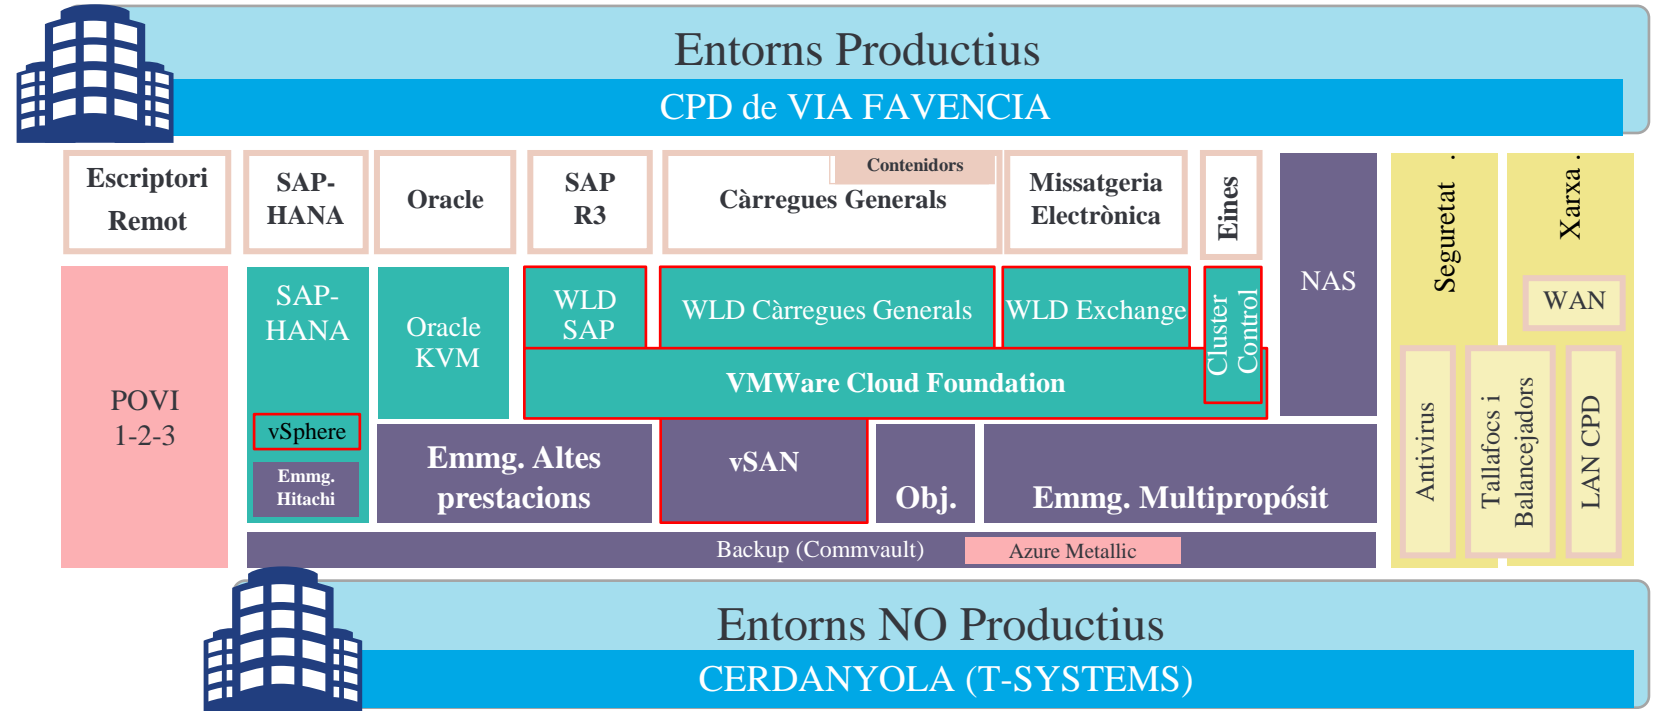 Entorns Productius
CPD de VIA FAVENCIA
Escriptori
Remot
SAP-
HANA
Oracle
SAP
R3
Contenidors
Càrregues Generals
Missatgeria
Electrònica
Eines
NAS
Seguretat .
Xarxa .
POVI
1-2-3
SAP-
HANA
vSphere
Emmg.
Hitachi
Oracle
KVM
WLD
SAP
WLD Càrregues Generals
WLD Exchange
Cluster
Control
VMWare Cloud Foundation
Emmg. Altes
prestacions
vSAN
Obj.
Emmg. Multipropósit
WAN
Antivirus
Tallafocs i
Balancejadors
LAN CPD
Backup (Commvault)
Azure Metallic
Entorns NO Productius
CERDANYOLA (T-SYSTEMS)